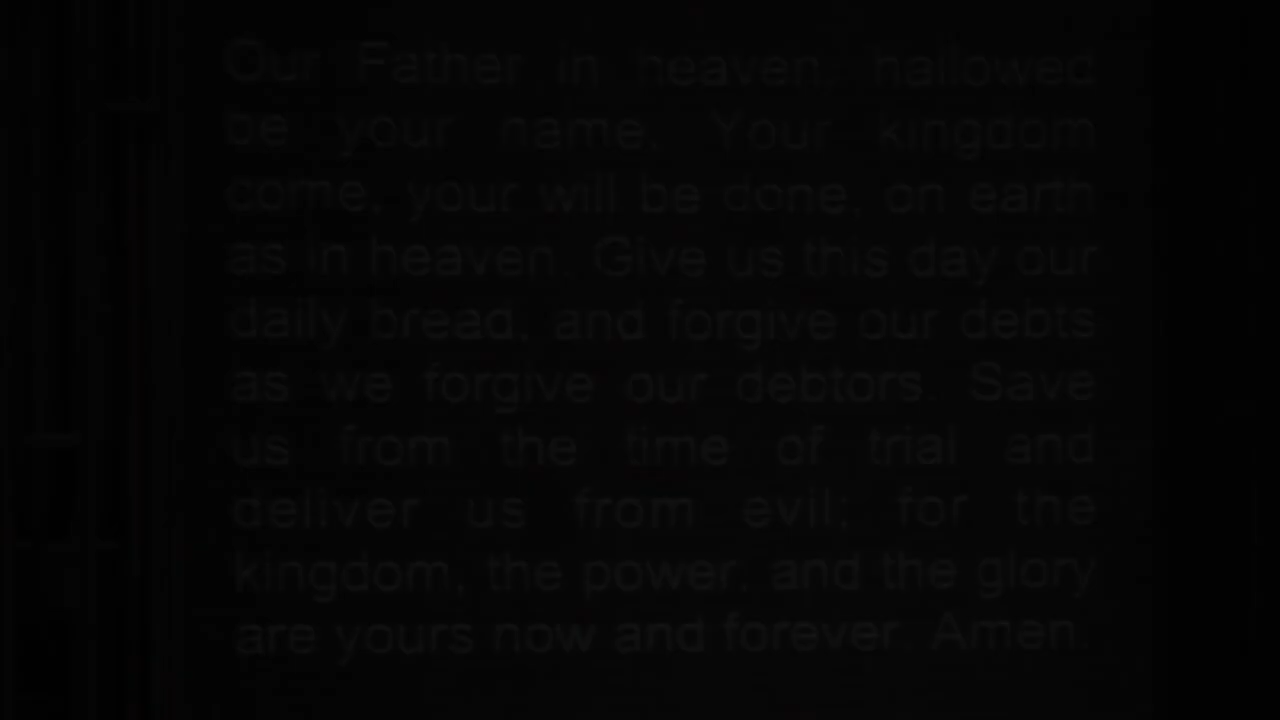 Our Father in heaven, hallowed
be your name. Your kingdom
come, your will be done, on earth
as in heaven. Give us this day our
daily bread, and forgive our debts
as we forgive our debtors. Save
us from the time of trial and
deliver us from evil; for the
kingdom, the power, and the glory
are yours now and forever. Amen.